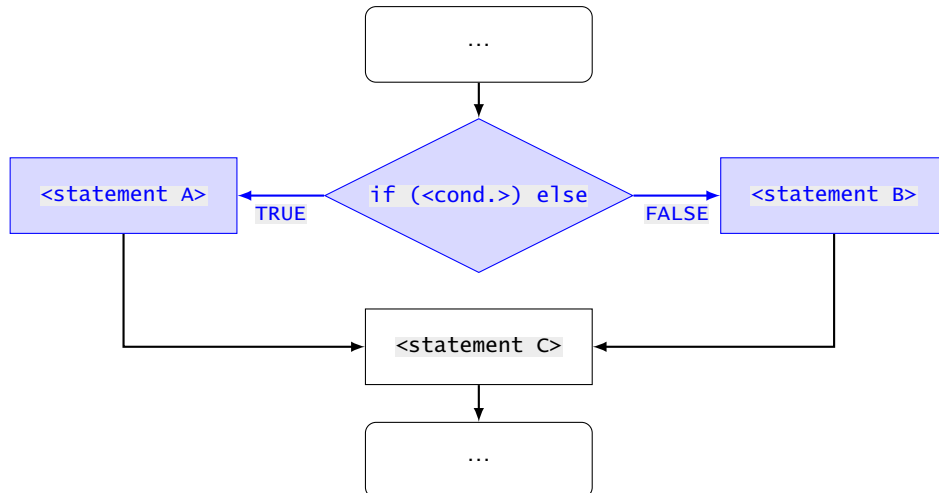 ...
<statement A>
if (<cond.>) else
<statement B>
TRUE
FALSE
<statement C>
...